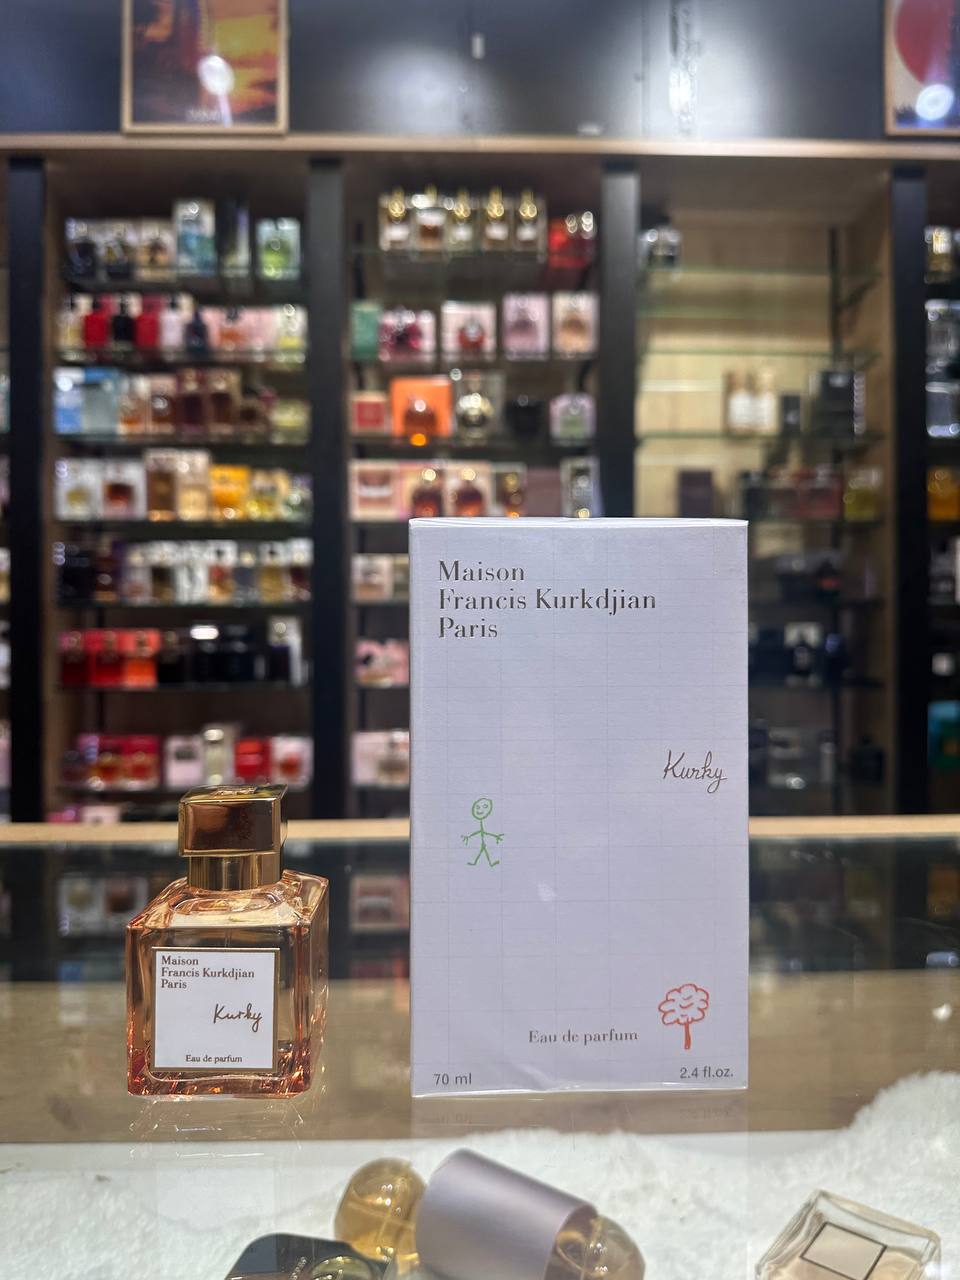 Maison
Francis Kurkdjian
Paris
Kurky
Eau de parfum
70 ml
2.4 fl.oz.
Maison
Francis Kurkdjian
Paris
Kurky
Eau de parfum